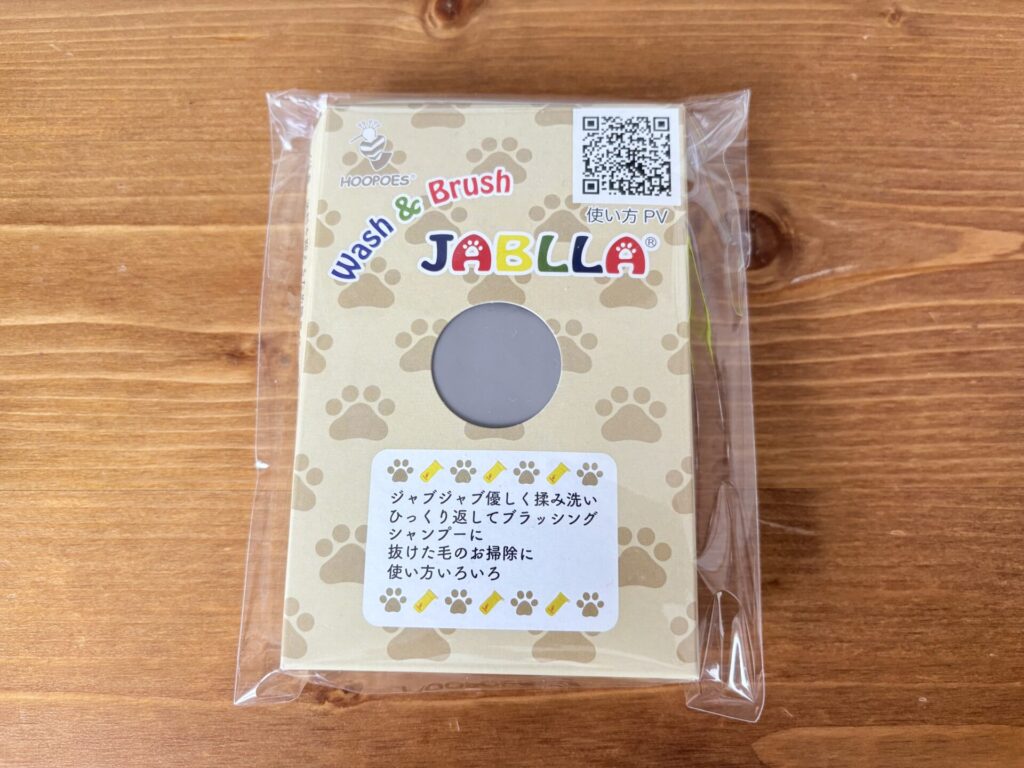 HOOPOES®
使い方 PV
Wash & Brush
JABLLA®
ジャブジャブ優しく揉み洗い
ひっくり返してブラッシング
シャンプーに
抜けた毛のお掃除に
使い方いろいろ